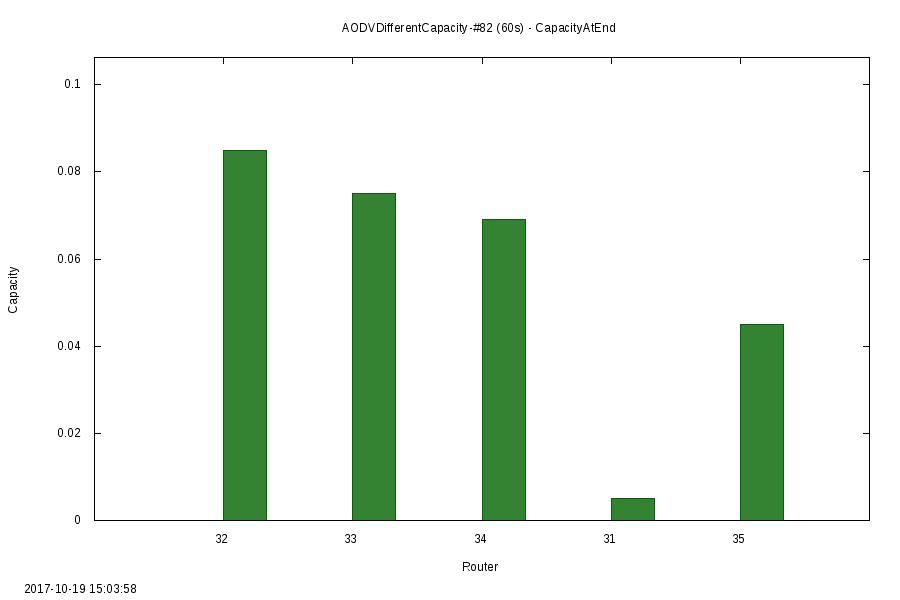 AODVDifferentCapacity-#82 (60s) - CapacityAtEnd
0.1
0.08
0.06
0.04
0.02
0
Capacity
32 33 34 31 35
Router
2017-10-19 15:03:58